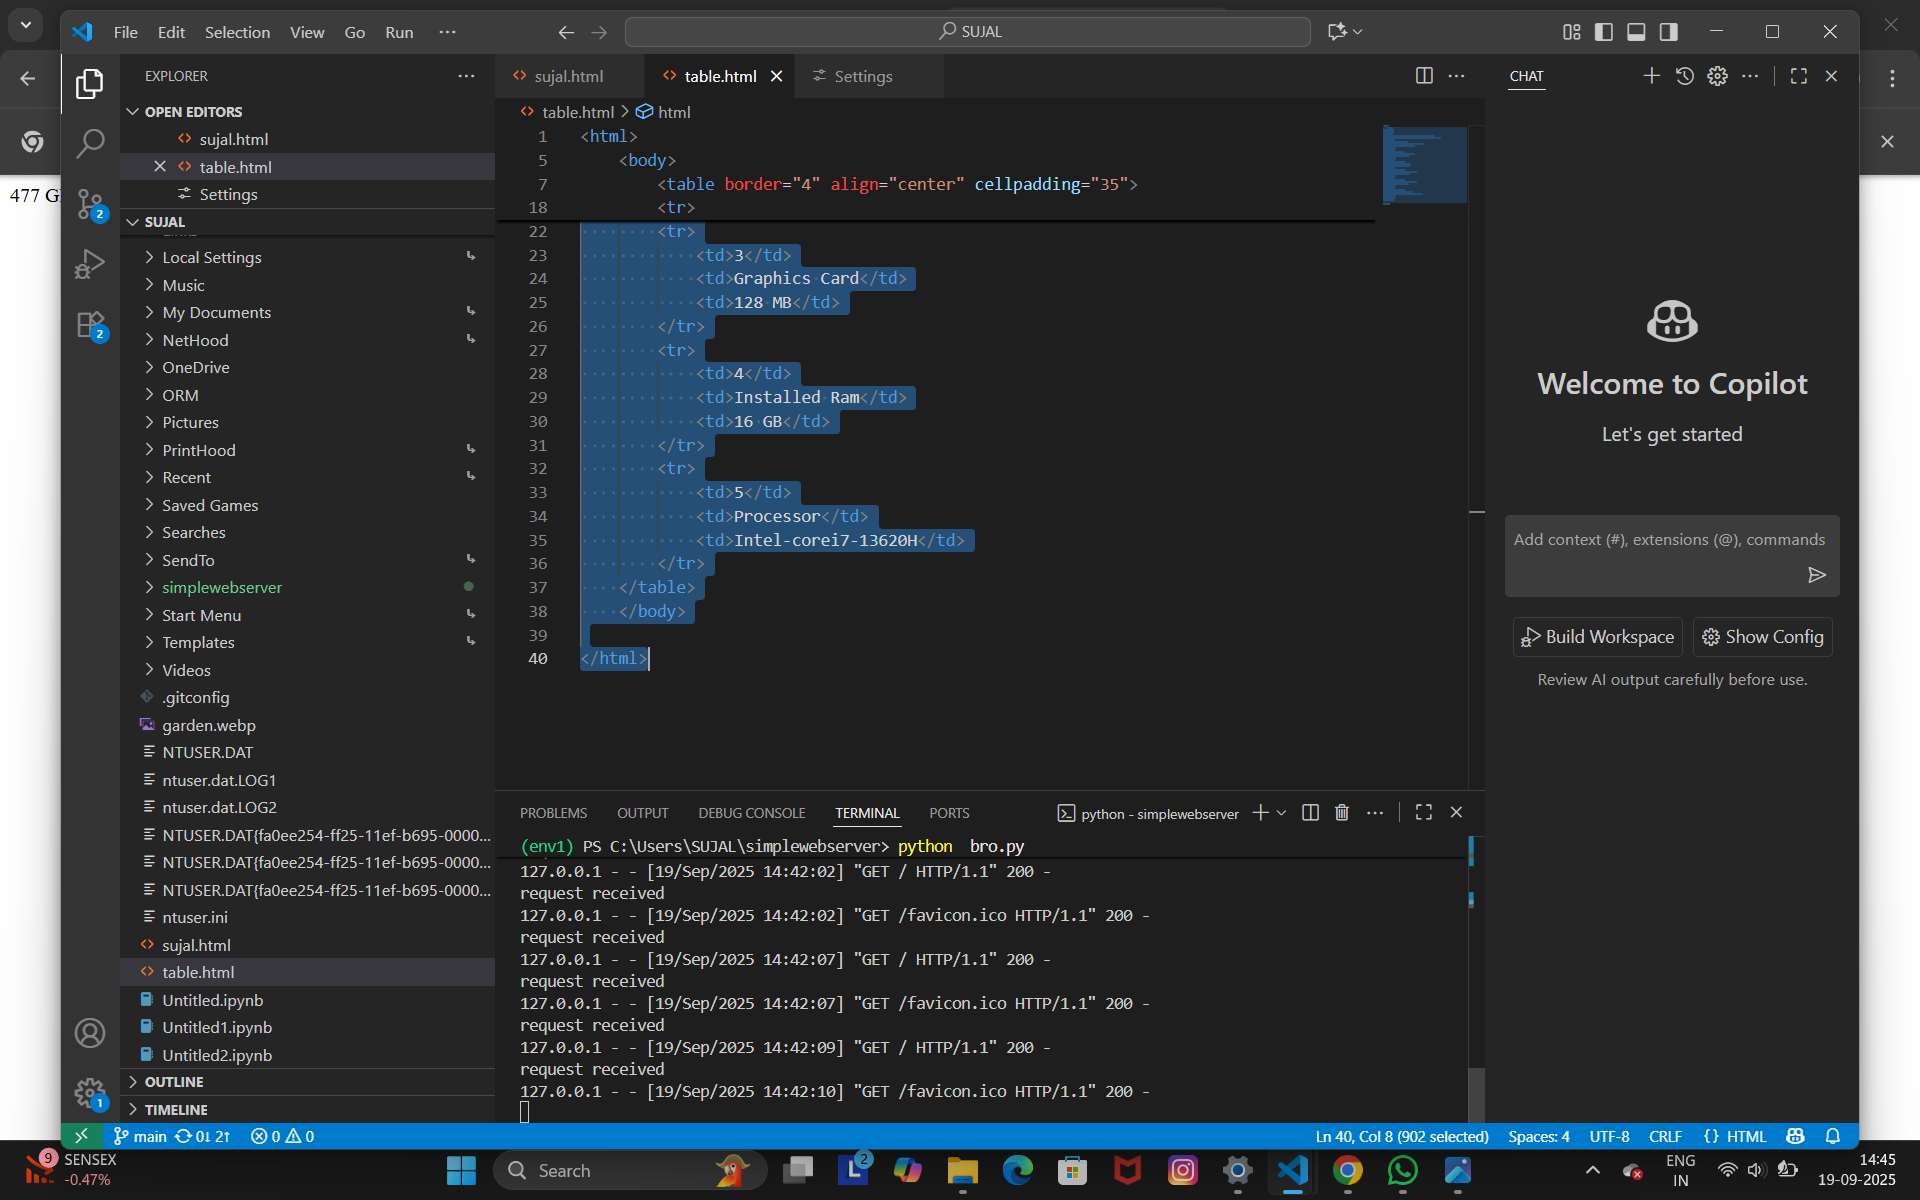 File Edit Selection View Go Run ···
SUJAL
EXPLORER
OPEN EDITORS
sujal.html
table.html
Settings
SUJAL
Local Settings
Music
My Documents
NetHood
OneDrive
ORM
Pictures
PrintHood
Recent
Saved Games
Searches
SendTo
simplewebserver
Start Menu
Templates
Videos
.gitconfig
garden.webp
NTUSER.DAT
ntuser.dat.LOG1
ntuser.dat.LOG2
NTUSER.DAT{fa0ee254-ff25-11ef-b695-0000...
NTUSER.DAT{fa0ee254-ff25-11ef-b695-0000...
NTUSER.DAT{fa0ee254-ff25-11ef-b695-0000...
ntuser.ini
sujal.html
table.html
Untitled.ipynb
Untitled1.ipynb
Untitled2.ipynb
OUTLINE
TIMELINE
2
2
1
477 G
sujal.html table.html Settings
table.html > html
1 <html>
5 <body>
7 <table border="4" align="center" cellpadding="35">
18 <tr>
22 <tr>
23 <td>3</td>
24 <td>Graphics Card</td>
25 <td>128 MB</td>
26 </tr>
27 <tr>
28 <td>4</td>
29 <td>Installed Ram</td>
30 <td>16 GB</td>
31 </tr>
32 <tr>
33 <td>5</td>
34 <td>Processor</td>
35 <td>Intel-corei7-13620H</td>
36 </tr>
37 </table>
38 </body>
39
40 </html>
PROBLEMS OUTPUT DEBUG CONSOLE TERMINAL PORTS python - simplewebserver
(env1) PS C:\Users\SUJAL\simplewebserver> python  bro.py
127.0.0.1 - - [19/Sep/2025 14:42:02] "GET / HTTP/1.1" 200 -
request received
127.0.0.1 - - [19/Sep/2025 14:42:02] "GET /favicon.ico HTTP/1.1" 200 -
request received
127.0.0.1 - - [19/Sep/2025 14:42:07] "GET / HTTP/1.1" 200 -
request received
127.0.0.1 - - [19/Sep/2025 14:42:07] "GET /favicon.ico HTTP/1.1" 200 -
request received
127.0.0.1 - - [19/Sep/2025 14:42:09] "GET / HTTP/1.1" 200 -
request received
127.0.0.1 - - [19/Sep/2025 14:42:10] "GET /favicon.ico HTTP/1.1" 200 -
CHAT
Welcome to Copilot
Let's get started
Add context (#), extensions (@), commands
Build Workspace Show Config
Review AI output carefully before use.
main 0↓ 2↑ 0 0
Ln 40, Col 8 (902 selected) Spaces: 4 UTF-8 CRLF {} HTML
9
SENSEX
-0.47%
Search
2
ENG
IN
14:45
19-09-2025